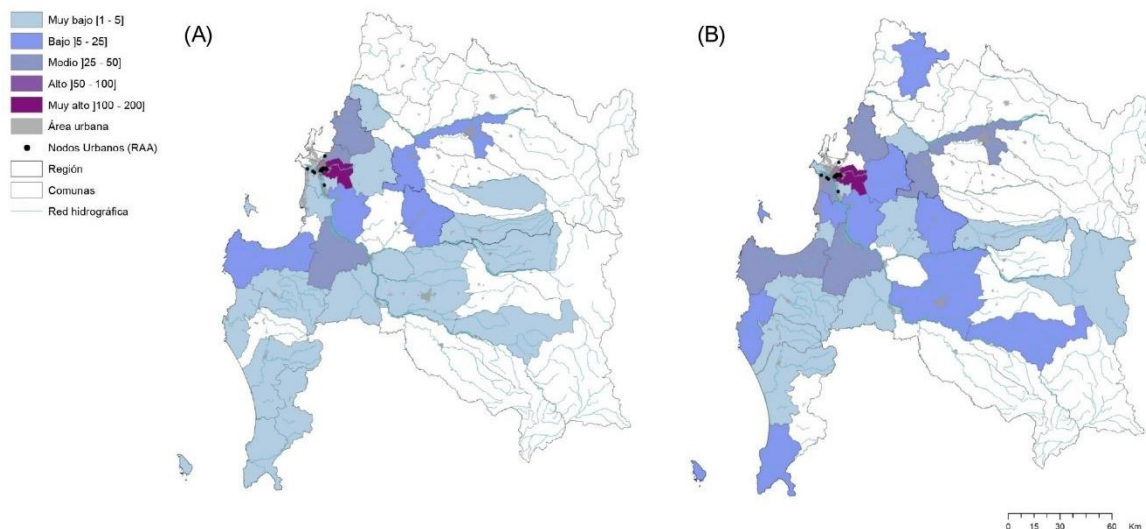 Muy bajo [1 - 5]
Bajo ]5 - 25]
Medio ]25 - 50]
Alto ]50 - 100]
Muy alto ]100 - 200]
Área urbana
Nodos Urbanos (RAA)
Región
Comunas
Red hidrográfica
(A)
(B)
0 15 30 60 Km